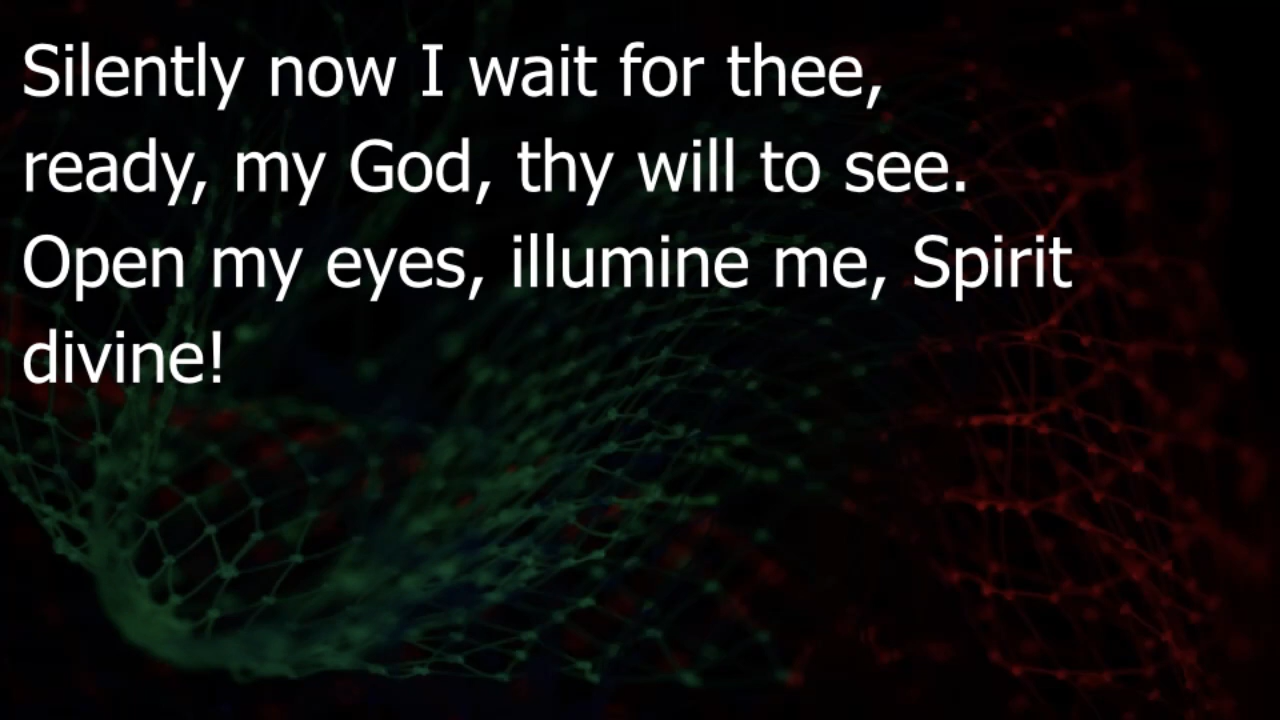 Silently now I wait for thee,
ready, my God, thy will to see.
Open my eyes, illumine me, Spirit
divine!